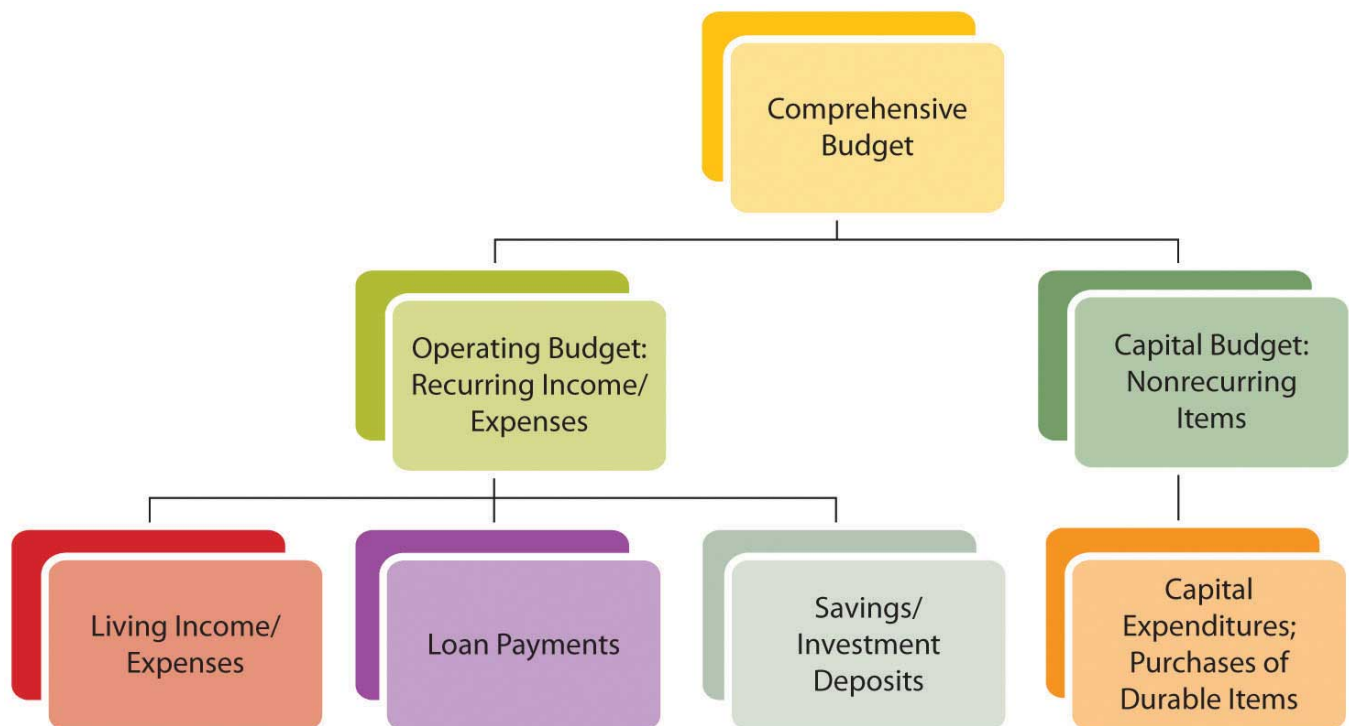 Comprehensive
Budget
Operating Budget:
Recurring Income/
Expenses
Capital Budget:
Nonrecurring
Items
Living Income/
Expenses
Loan Payments
Savings/
Investment
Deposits
Capital
Expenditures;
Purchases of
Durable Items